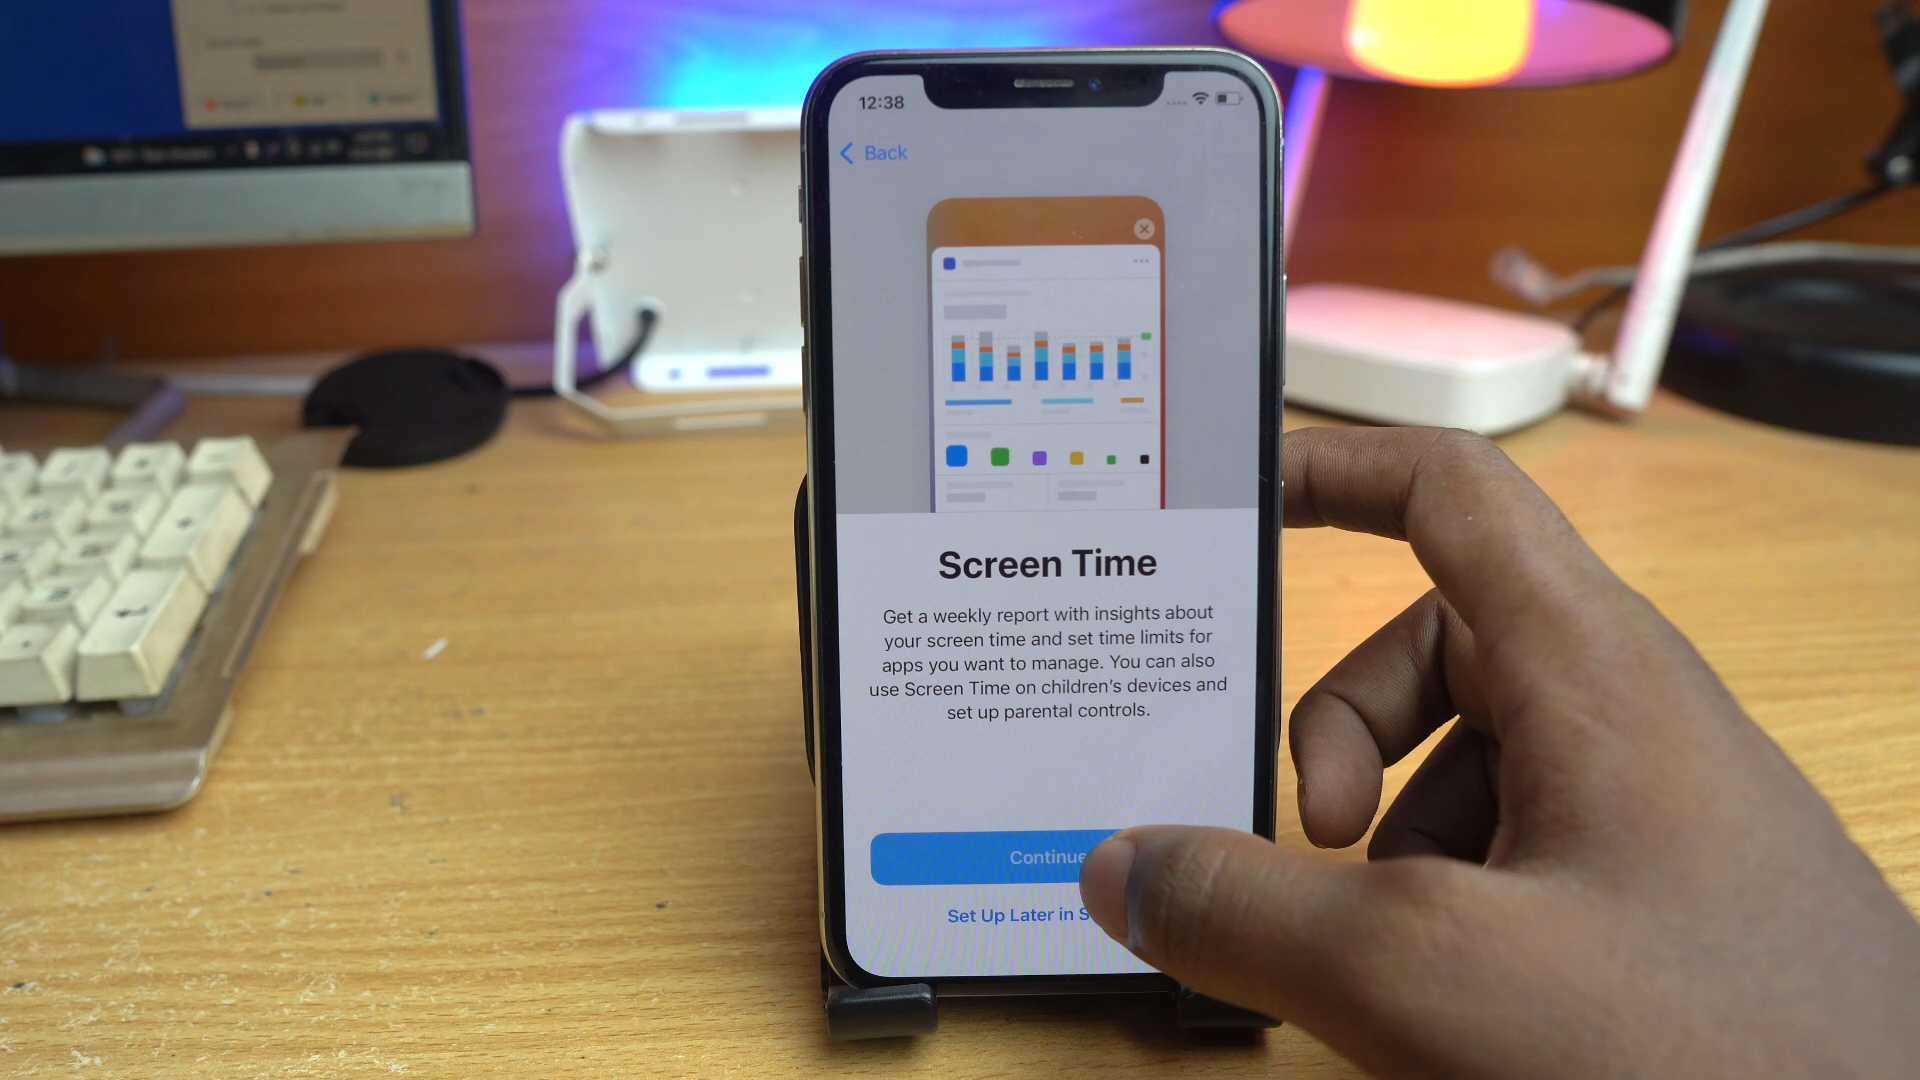 12:38
Back
Screen Time
Get a weekly report with insights about
your screen time and set time limits for
apps you want to manage. You can also
use Screen Time on children's devices and
set up parental controls.
Continue
Set Up Later in S